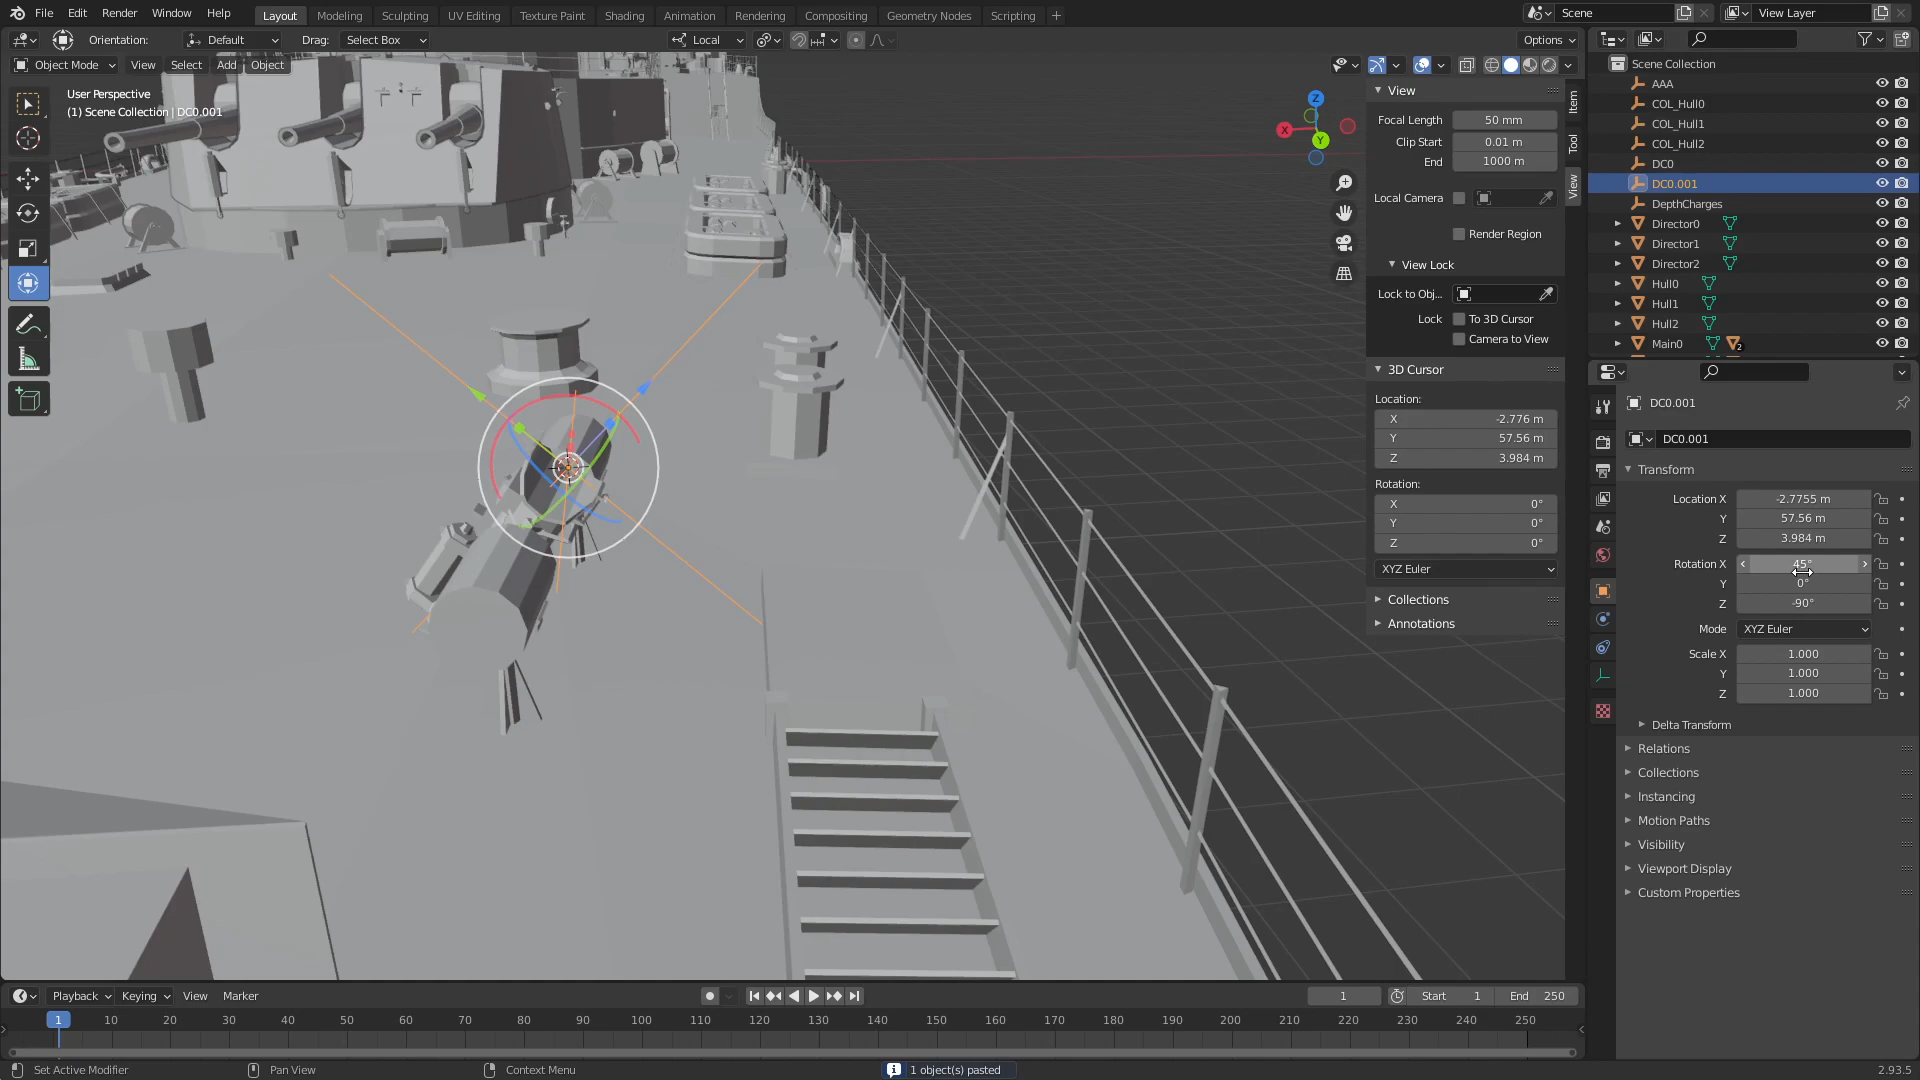 File Edit Render Window Help Layout Modeling Sculpting UV Editing Texture Paint Shading Animation Rendering Compositing Geometry Nodes Scripting + Scene View Layer
Orientation: Default Drag: Select Box Local Options
Object Mode View Select Add Object
User Perspective
(1) Scene Collection | DC0.001
Z
X
Y
View
Focal Length 50 mm
Clip Start 0.01 m
End 1000 m
Local Camera
Render Region
View Lock
Lock to Obj...
Lock To 3D Cursor
Camera to View
3D Cursor
Location:
X -2.776 m
Y 57.56 m
Z 3.984 m
Rotation:
X 0°
Y 0°
Z 0°
XYZ Euler
Collections
Annotations
Item
Tool
View
Scene Collection
AAA
COL_Hull0
COL_Hull1
COL_Hull2
DC0
DC0.001
DepthCharges
Director0
Director1
Director2
Hull0
Hull1
Hull2
Main0 2
DC0.001
DC0.001
Transform
Location X -2.7755 m
Y 57.56 m
Z 3.984 m
Rotation X 45°
Y 0°
Z -90°
Mode XYZ Euler
Scale X 1.000
Y 1.000
Z 1.000
Delta Transform
Relations
Collections
Instancing
Motion Paths
Visibility
Viewport Display
Custom Properties
Playback Keying View Marker 1 Start 1 End 250
1 10 20 30 40 50 60 70 80 90 100 110 120 130 140 150 160 170 180 190 200 210 220 230 240 250
Set Active Modifier Pan View Context Menu 1 object(s) pasted 2.93.5